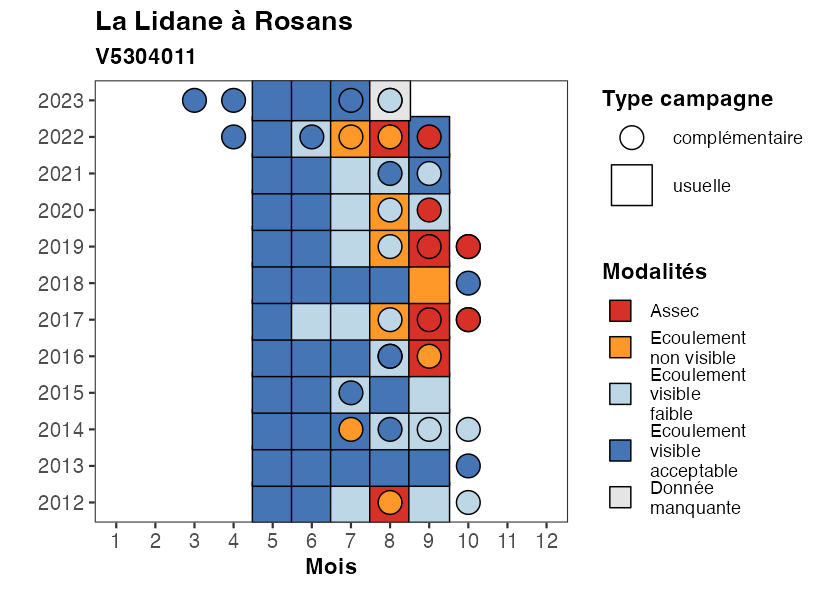 La Lidane à Rosans
V5304011
2023
2022
2021
2020
2019
2018
2017
2016
2015
2014
2013
2012
1 2 3 4 5 6 7 8 9 10 11 12
Mois
Type campagne
complémentaire
usuelle
Modalités
Assec
Ecoulement
non visible
Ecoulement
visible
faible
Ecoulement
visible
acceptable
Donnée
manquante